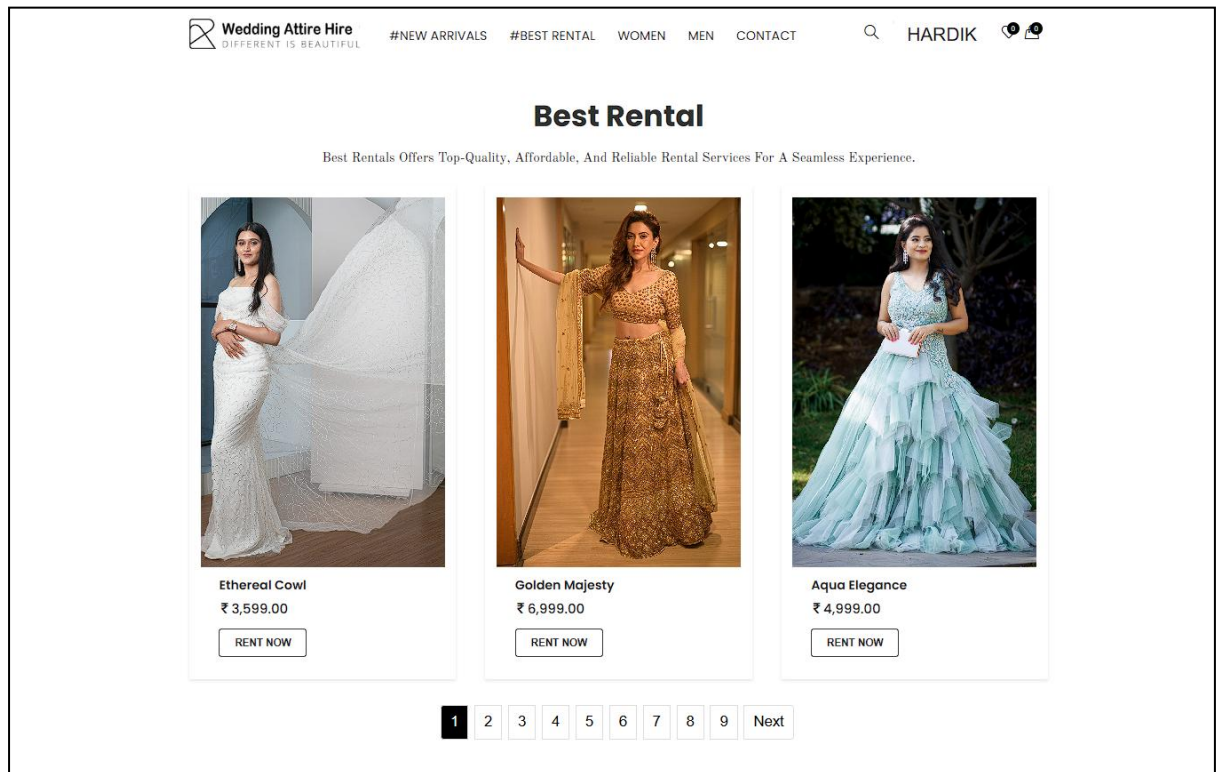 Wedding Attire Hire
DIFFERENT IS BEAUTIFUL
#NEW ARRIVALS #BEST RENTAL WOMEN MEN CONTACT HARDIK 0 0
Best Rental
Best Rentals Offers Top-Quality, Affordable, And Reliable Rental Services For A Seamless Experience.
Ethereal Cowl
₹ 3,599.00
RENT NOW
Golden Majesty
₹ 6,999.00
RENT NOW
Aqua Elegance
₹ 4,999.00
RENT NOW
1 2 3 4 5 6 7 8 9 Next